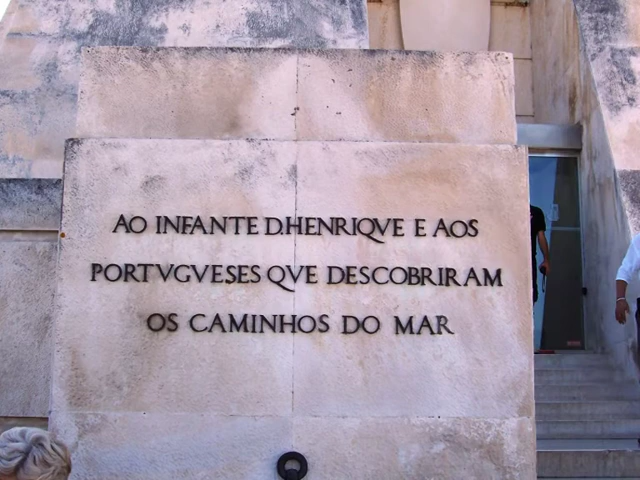 AO INFANTE D.HENRIQVE E AOS
PORTVGVESES QVE DESCOBRIRAM
OS CAMINHOS DO MAR